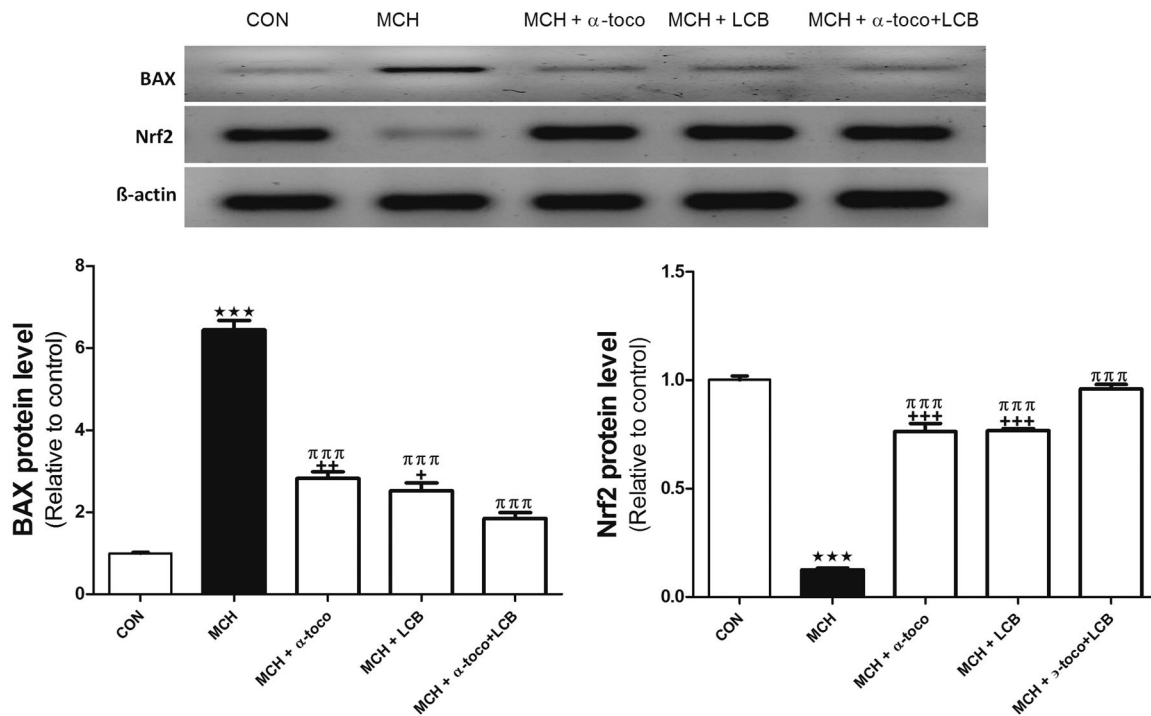 CON MCH MCH + α-toco MCH + LCB MCH + α-toco+LCB
BAX
Nrf2
ß-actin
BAX protein level
(Relative to control)
8
6
4
2
0
★★★
πππ
++
πππ
+
πππ
CON
MCH
MCH + α-toco
MCH + LCB
MCH + α-toco+LCB
Nrf2 protein level
(Relative to control)
1.5
1.0
0.5
0.0
★★★
πππ
+++
πππ
+++
πππ
CON
MCH
MCH + α-toco
MCH + LCB
MCH + ϶-toco+LCB